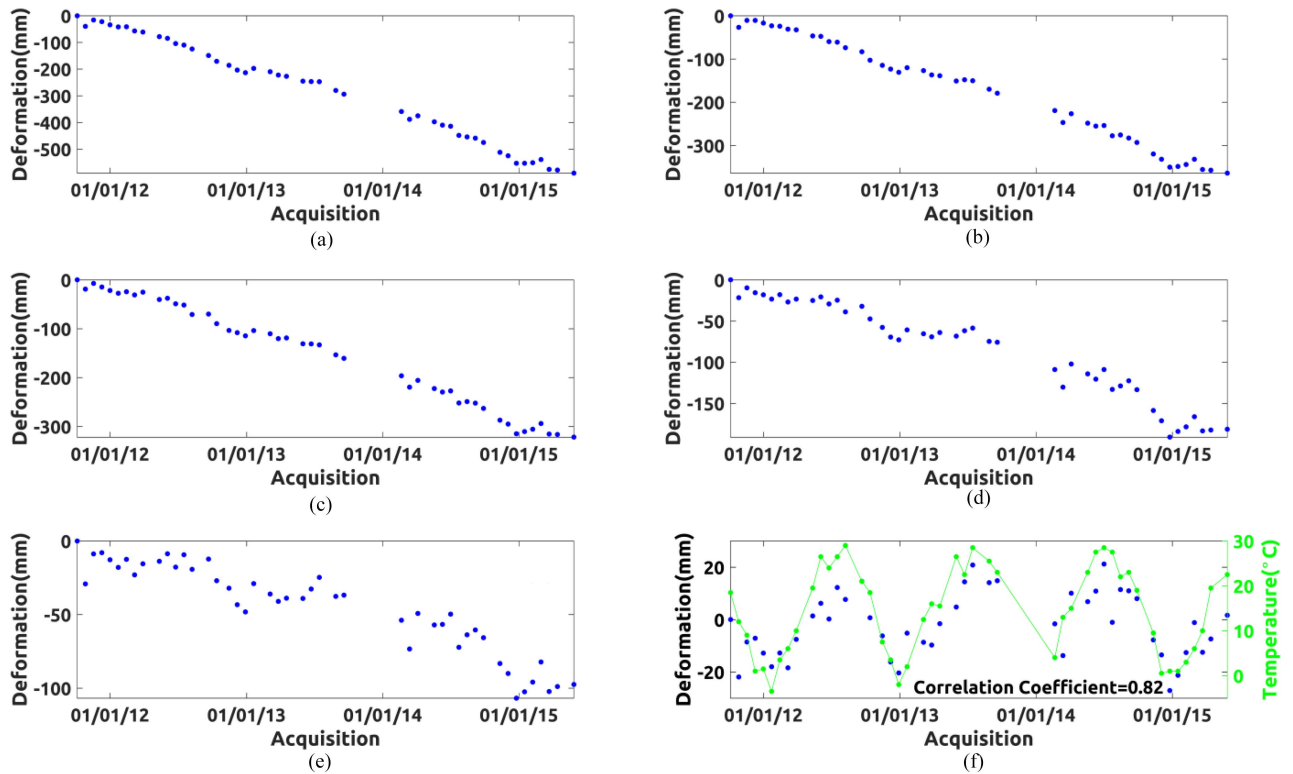 Deformation(mm)
0
-100
-200
-300
-400
-500
01/01/12
01/01/13
01/01/14
01/01/15
Acquisition
(a)
Deformation(mm)
0
-100
-200
-300
01/01/12
01/01/13
01/01/14
01/01/15
Acquisition
(b)
Deformation(mm)
0
-100
-200
-300
01/01/12
01/01/13
01/01/14
01/01/15
Acquisition
(c)
Deformation(mm)
0
-50
-100
-150
01/01/12
01/01/13
01/01/14
01/01/15
Acquisition
(d)
Deformation(mm)
0
-50
-100
01/01/12
01/01/13
01/01/14
01/01/15
Acquisition
(e)
Deformation(mm)
20
0
-20
30
20
10
0
Temperature(°C)
Correlation Coefficient=0.82
01/01/12
01/01/13
01/01/14
01/01/15
Acquisition
(f)